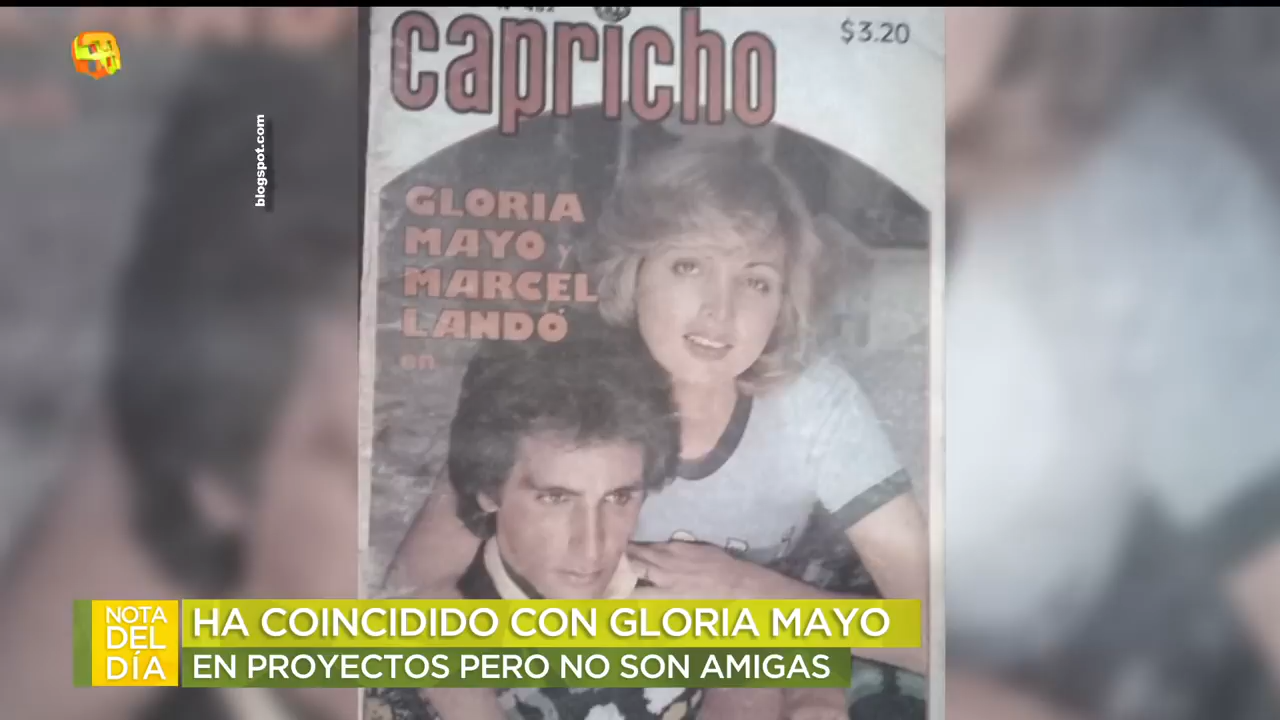 capricho
$3.20
blogspot.com
GLORIA
MAYO y
MARCEL
LANDÓ
en
NOTA
DEL
DÍA
HA COINCIDIDO CON GLORIA MAYO
EN PROYECTOS PERO NO SON AMIGAS